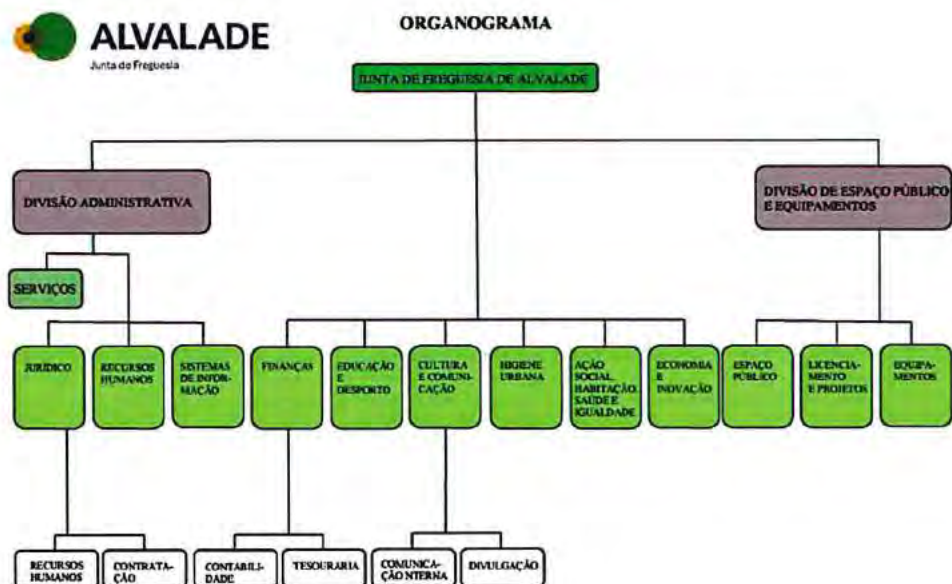 ALVALADE
Junta de Freguesia
ORGANOGRAMA
JUNTA DE FREGUESIA DE ALVALADE
DIVISÃO ADMINISTRATIVA
DIVISÃO DE ESPAÇO PÚBLICO
E EQUIPAMENTOS
SERVIÇOS
JURÍDICO
RECURSOS
HUMANOS
SISTEMAS
DE INFOR-
MAÇÃO
FINANÇAS
EDUCAÇÃO
E
DESPORTO
CULTURA
E COMUNI-
CAÇÃO
HIGIENE
URBANA
AÇÃO
SOCIAL,
HABITAÇÃO,
SAÚDE E
IGUALDADE
ECONOMIA
E
INOVAÇÃO
ESPAÇO
PÚBLICO
LICENCIA-
MENTO
E PROJETOS
EQUIPA-
MENTOS
RECURSOS
HUMANOS
CONTRATA-
ÇÃO
CONTABILI-
DADE
TESOURARIA
COMUNICA-
ÇÃO NTERNA
DIVULGAÇÃO